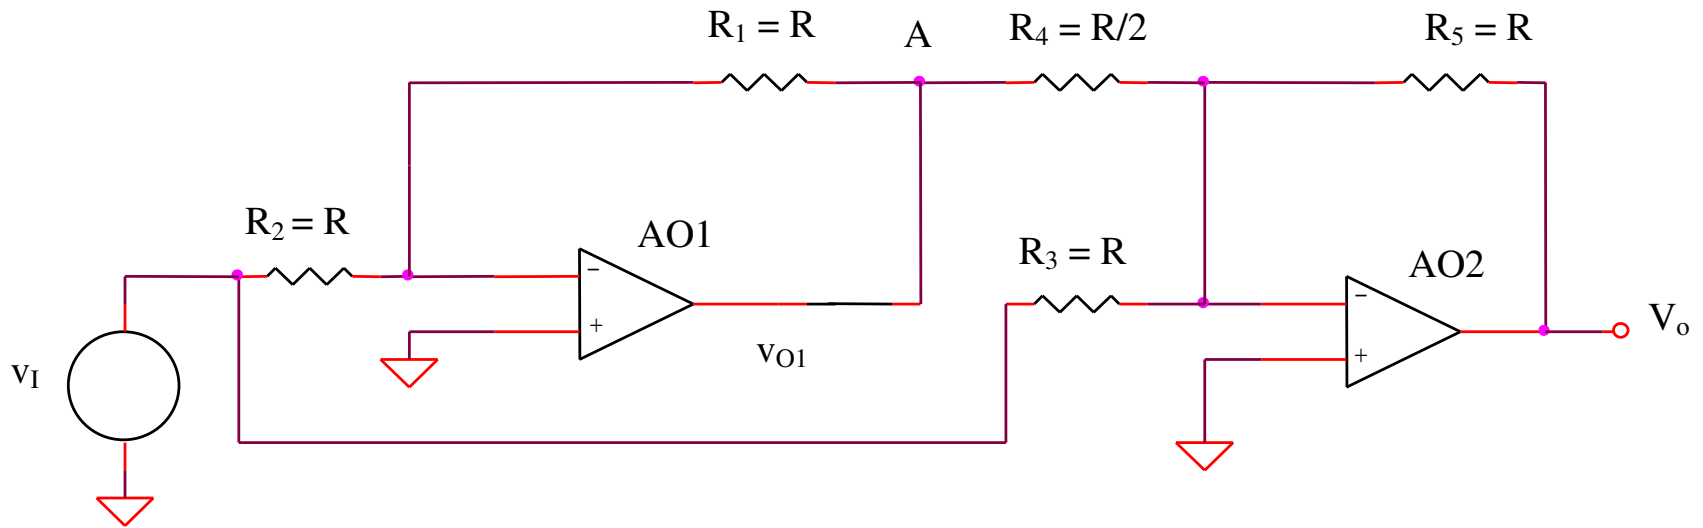 R₁ = R
A
R₄ = R/2
R₅ = R
R₂ = R
AO1
R₃ = R
AO2
−
+
−
+
vI
vO1
Vo